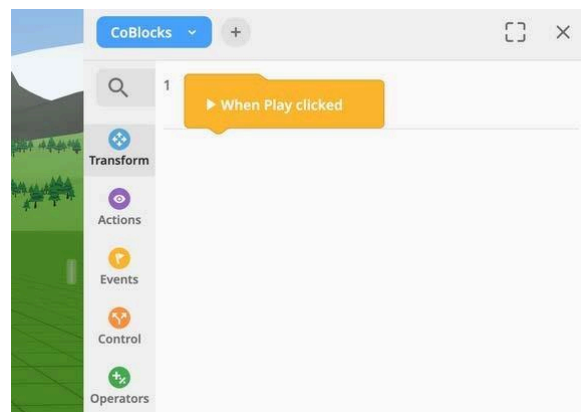 CoBlocks
+
1
When Play clicked
Transform
Actions
Events
Control
Operators